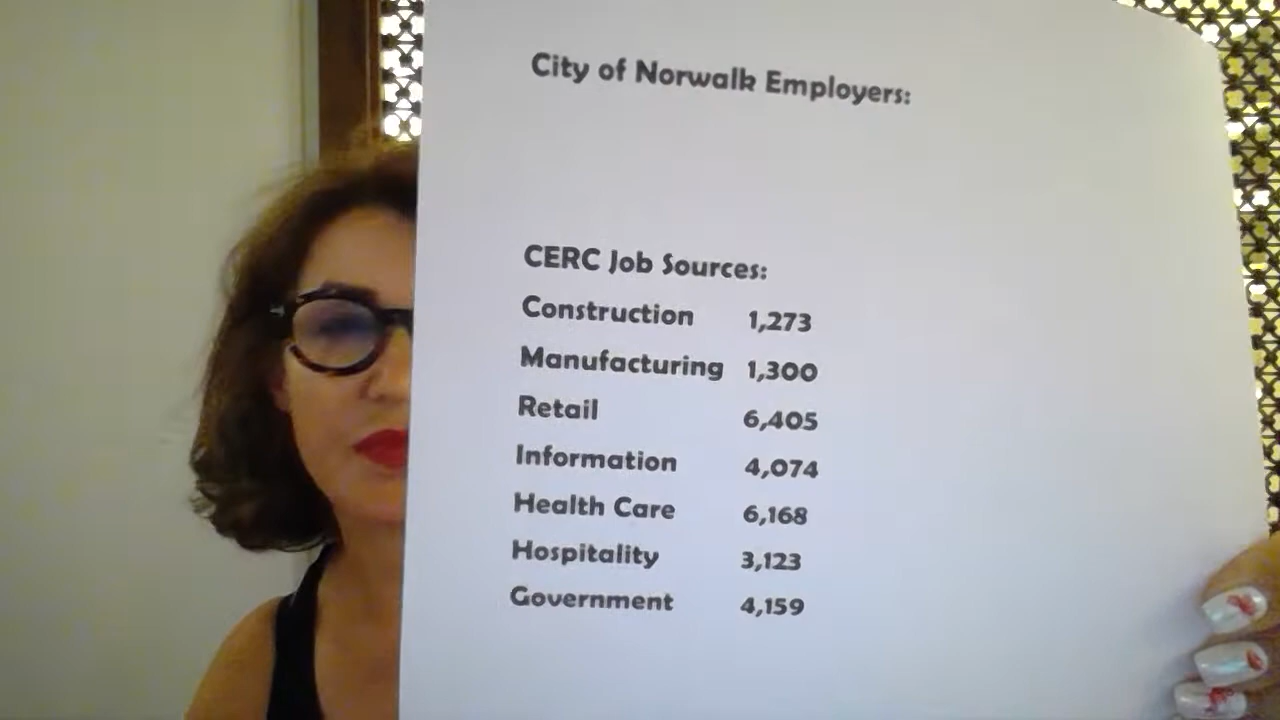 City of Norwalk Employers:
CERC Job Sources:
Construction 1,273
Manufacturing 1,300
Retail 6,405
Information 4,074
Health Care 6,168
Hospitality 3,123
Government 4,159